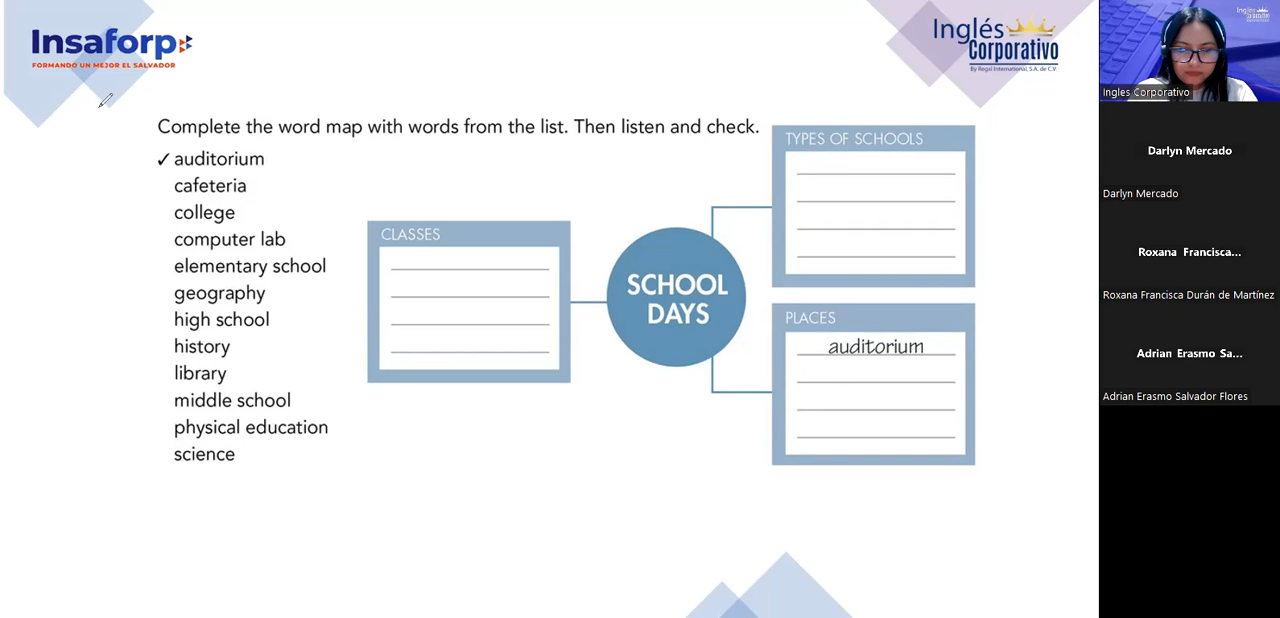 Insaforp
FORMANDO UN MEJOR EL SALVADOR
Inglés
Corporativo
By Regal International, S.A. de C.V.
Complete the word map with words from the list. Then listen and check.
✓ auditorium
cafeteria
college
computer lab
elementary school
geography
high school
history
library
middle school
physical education
science
CLASSES
SCHOOL
DAYS
TYPES OF SCHOOLS
PLACES
auditorium
Inglés
Ingles Corporativo
Darlyn Mercado
Darlyn Mercado
Roxana Francisca...
Roxana Francisca Durán de Martínez
Adrian Erasmo Sa...
Adrian Erasmo Salvador Flores